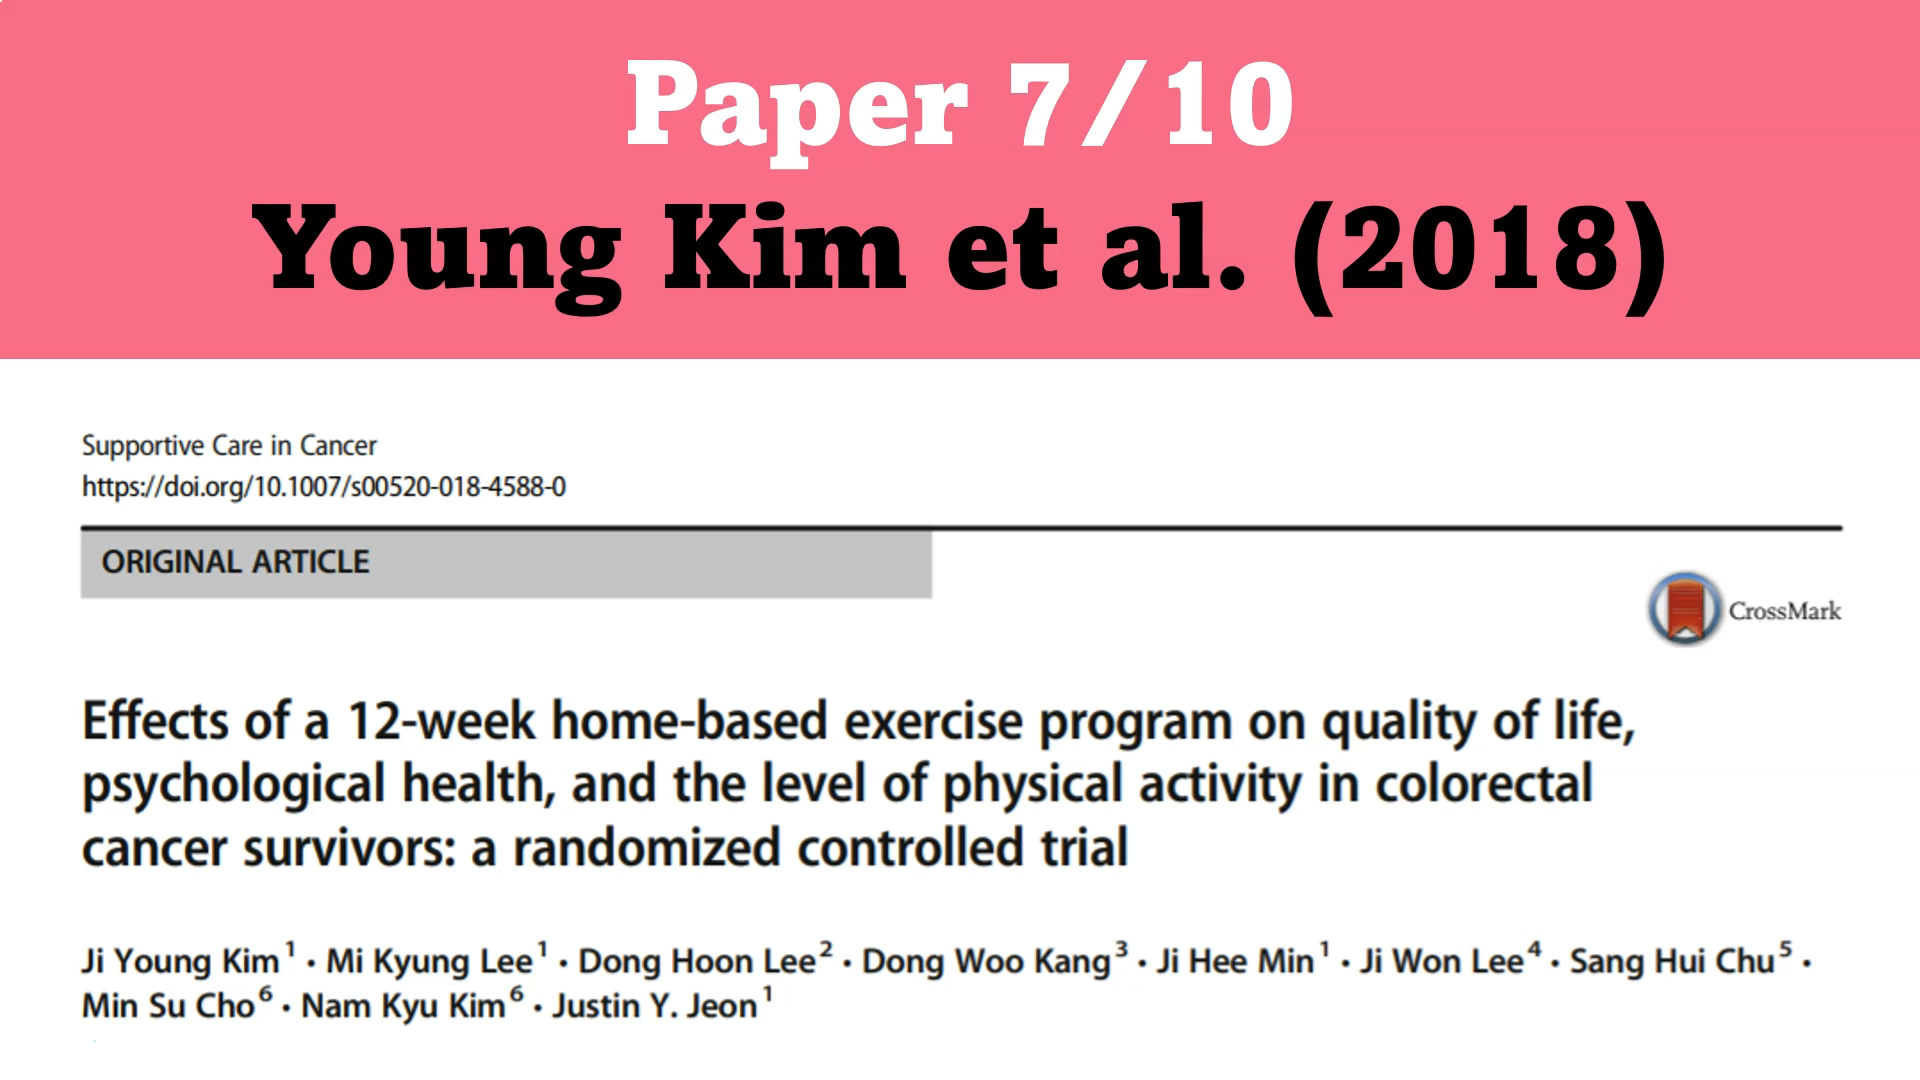 Paper 7/10
Young Kim et al. (2018)
Supportive Care in Cancer
https://doi.org/10.1007/s00520-018-4588-0
ORIGINAL ARTICLE
CrossMark
Effects of a 12-week home-based exercise program on quality of life,
psychological health, and the level of physical activity in colorectal
cancer survivors: a randomized controlled trial
Ji Young Kim¹ · Mi Kyung Lee¹ · Dong Hoon Lee² · Dong Woo Kang³ · Ji Hee Min¹ · Ji Won Lee⁴ · Sang Hui Chu⁵ ·
Min Su Cho⁶ · Nam Kyu Kim⁶ · Justin Y. Jeon¹